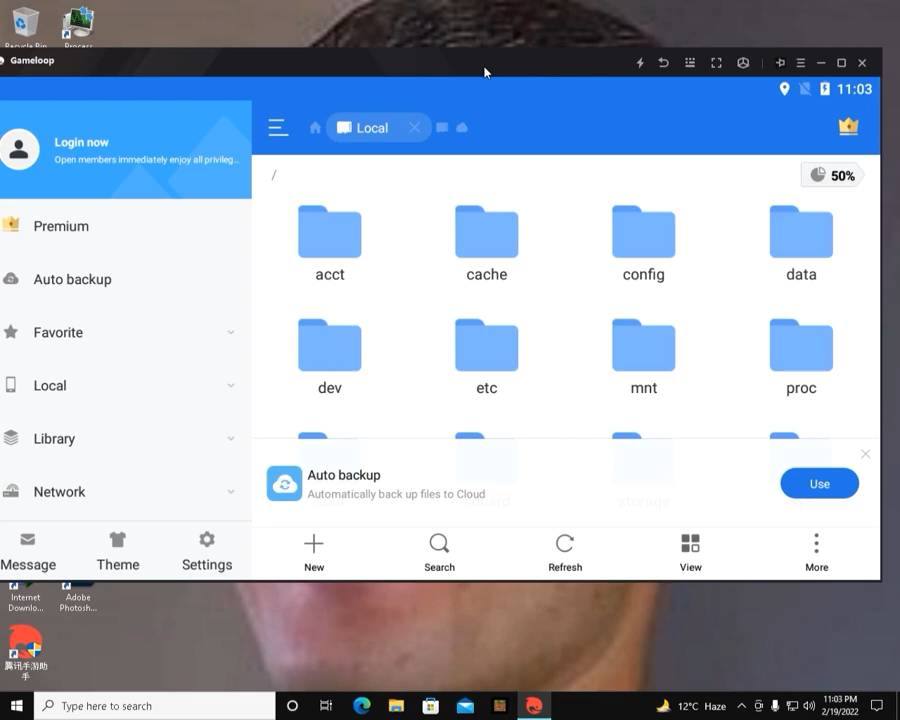 Recycle Bin
Process
Gameloop
11:03
Login now
Open members immediately enjoy all privileg...
Local
/
50%
Premium
Auto backup
Favorite
Local
Library
Network
Message
Theme
Settings
acct
cache
config
data
dev
etc
mnt
proc
storage
Auto backup
Automatically back up files to Cloud
Use
New
Search
Refresh
View
More
Internet
Downlo...
Adobe
Photosh...
腾讯手游助
手
Type here to search
12°C Haze
11:03 PM
2/19/2022